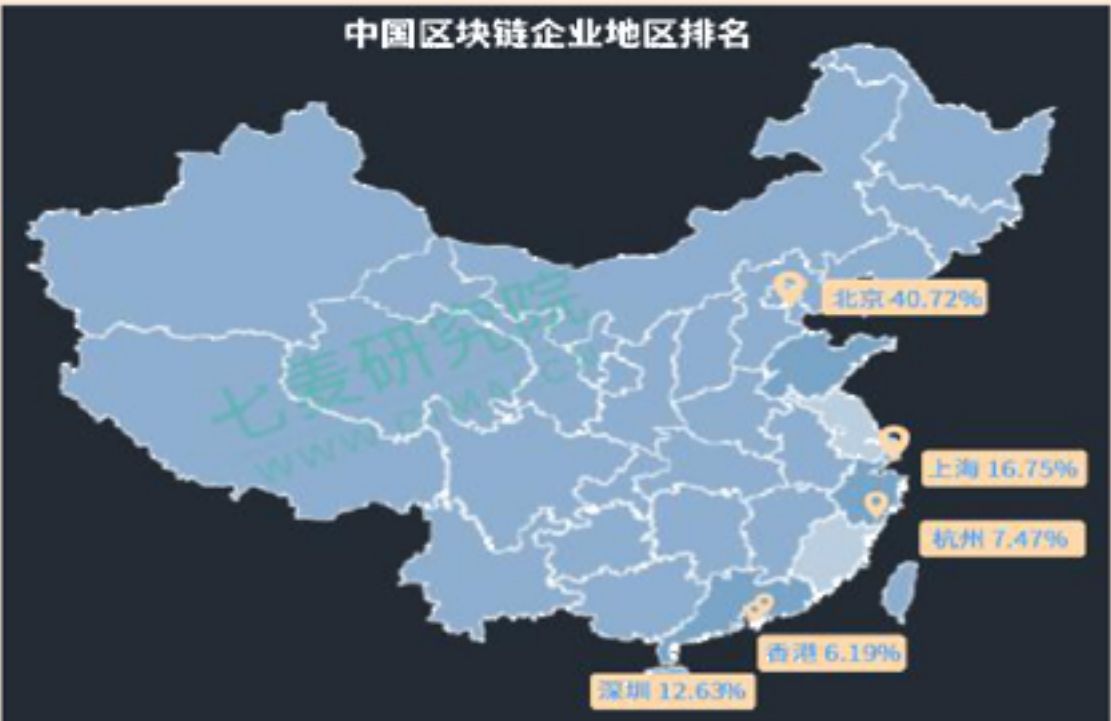 中国区块链企业地区排名
北京 40.72%
七麦研究院
上海 16.75%
杭州 7.47%
香港 6.19%
深圳 12.63%